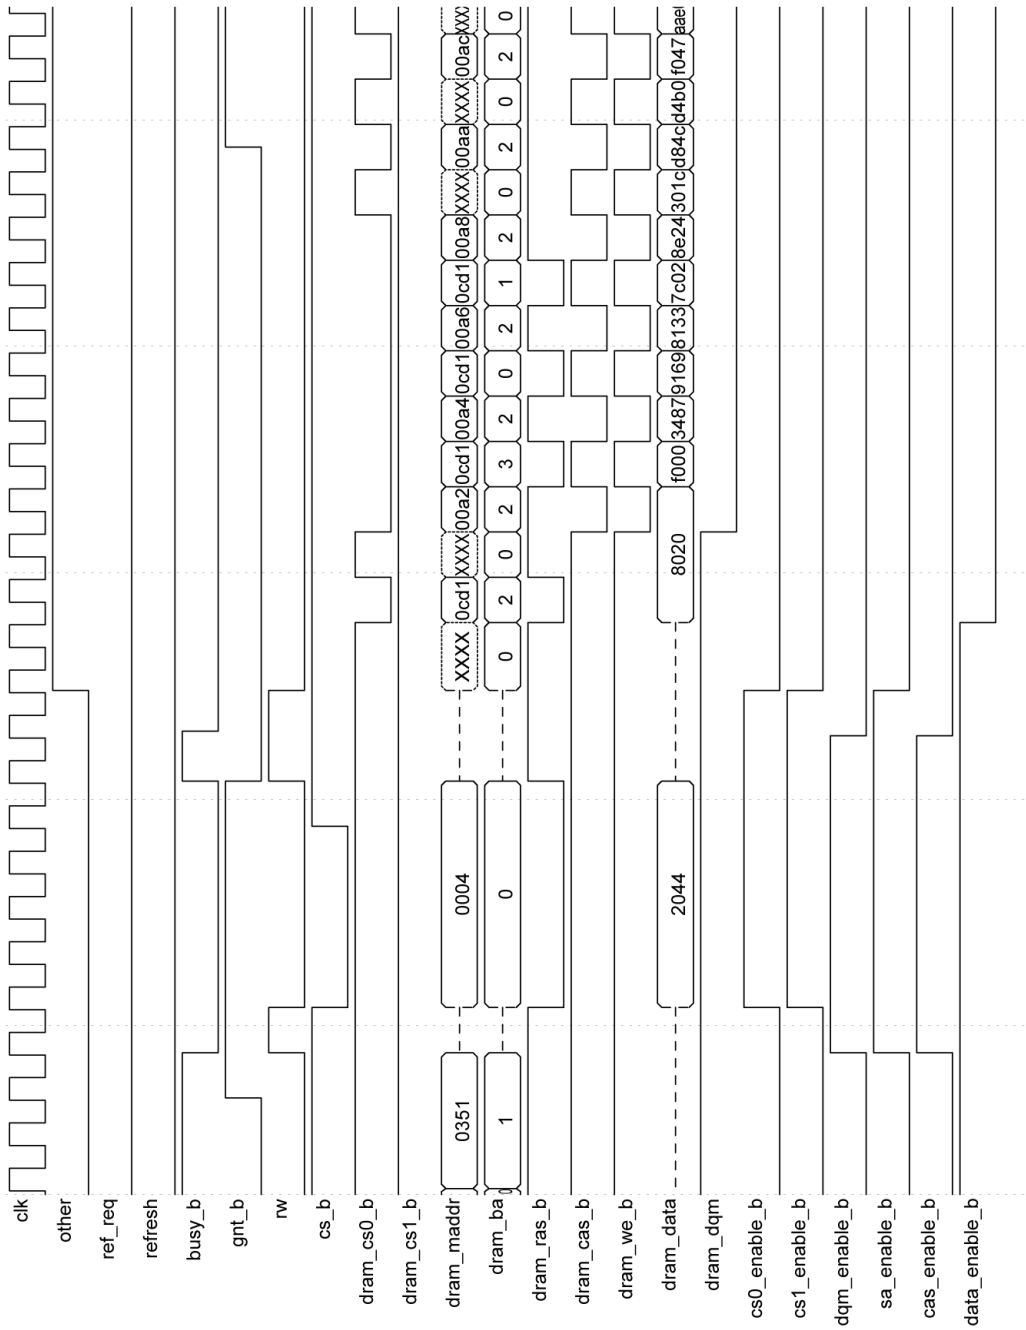 clk
other
ref_req
refresh
busy_b
gnt_b
rw
cs_b
dram_cs0_b
dram_cs1_b
dram_maddr 0351 0004 XXXX 0cd1 XXXX 00a2 0cd1 00a4 0cd1 00a6 0cd1 00a8 XXXX 00aa XXXX 00ac XXX
dram_ba 1 0 0 2 0 2 3 2 0 2 1 2 0 2 0 2 0
dram_ras_b
dram_cas_b
dram_we_b
dram_data 2044 8020 f000 3487 9169 8133 7c02 8e24 301c d84c d4b0 f047
dram_dqm
cs0_enable_b
cs1_enable_b
dqm_enable_b
sa_enable_b
cas_enable_b
data_enable_b